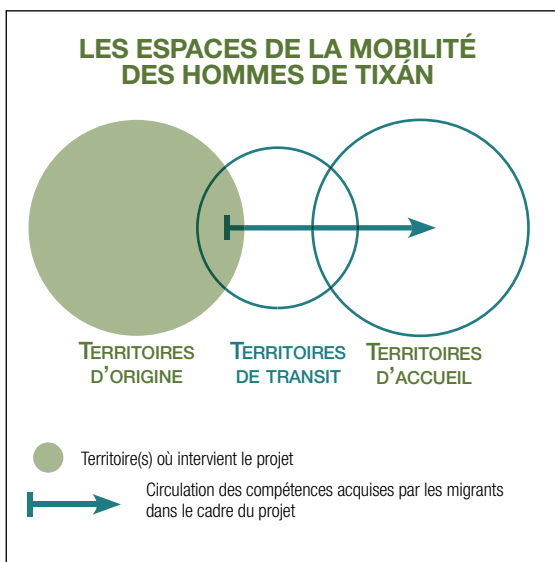 LES ESPACES DE LA MOBILITÉ
DES HOMMES DE TIXÁN
TERRITOIRES
D'ORIGINE
TERRITOIRES
DE TRANSIT
TERRITOIRES
D'ACCUEIL
Territoire(s) où intervient le projet
Circulation des compétences acquises par les migrants
dans le cadre du projet